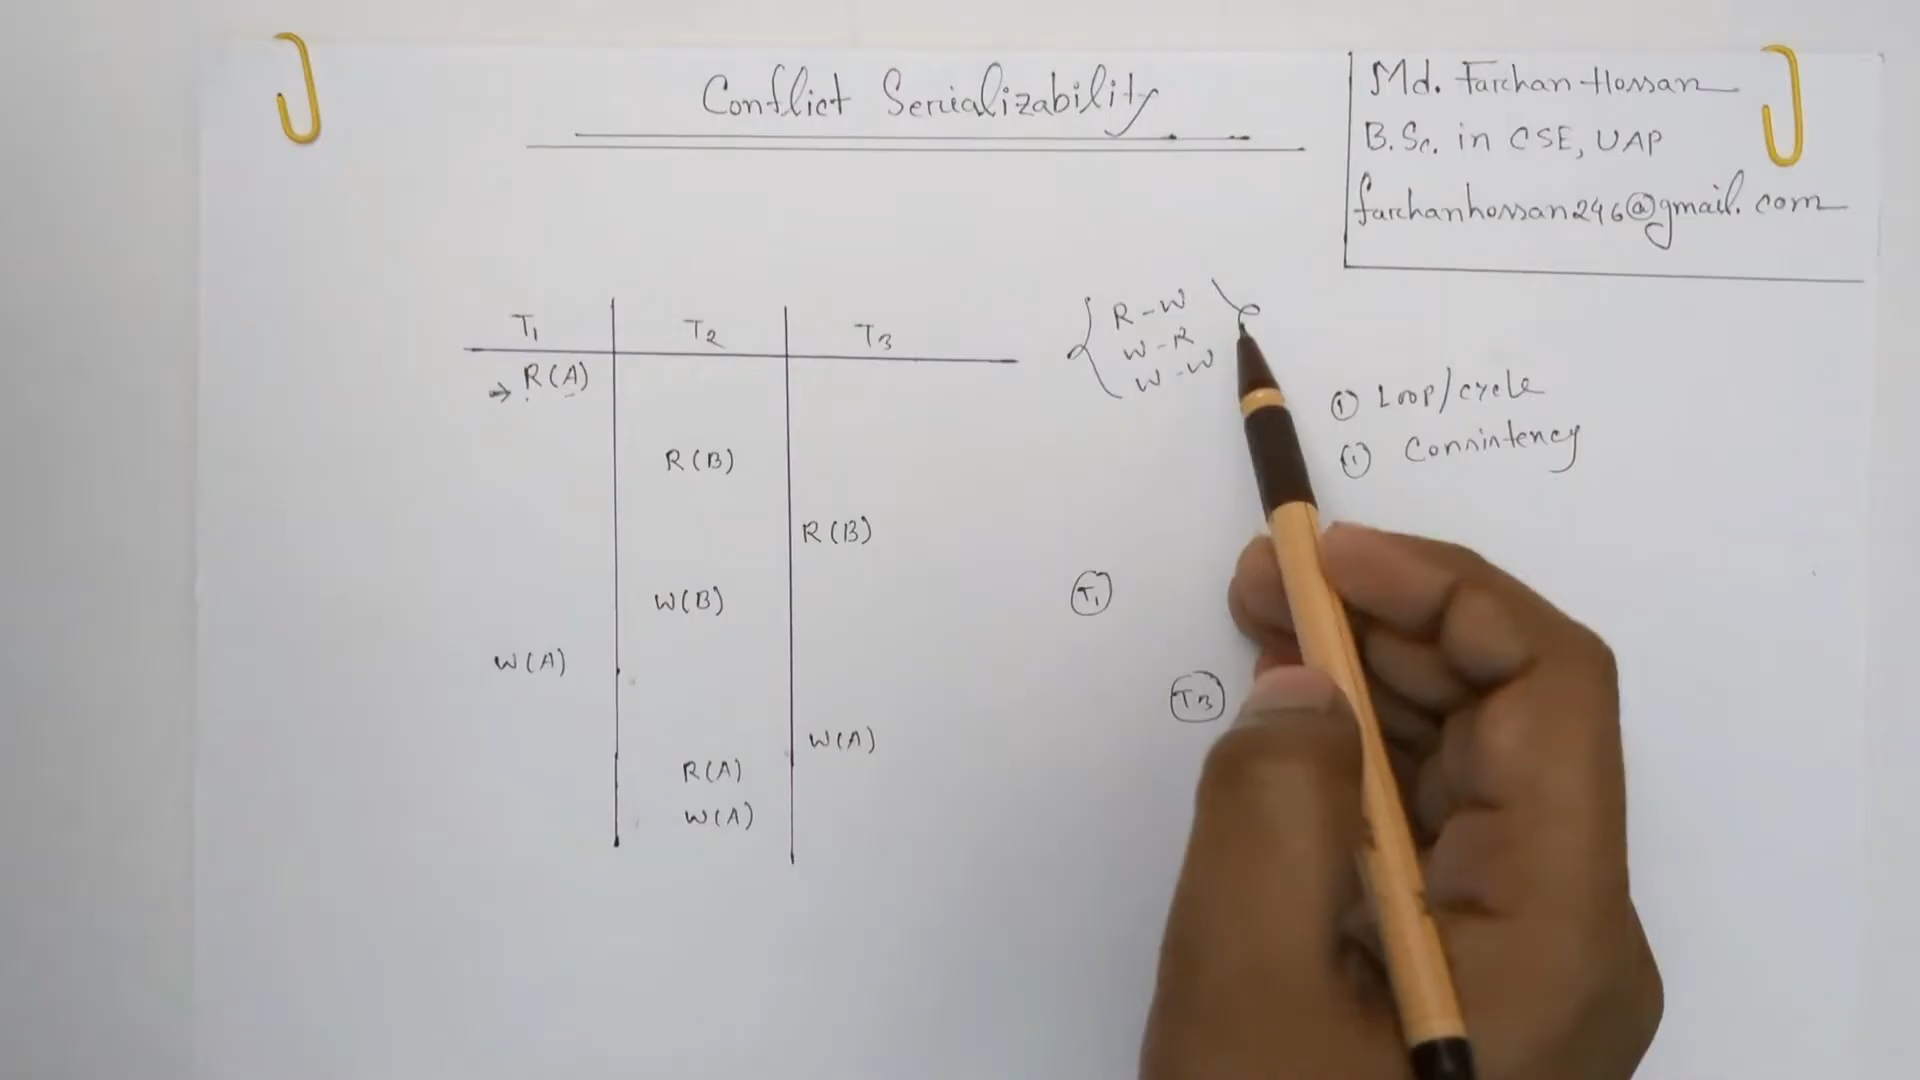 Conflict Serializability
Md. Farhan Hossan
B.Sc. in CSE, UAP
farhanhossan246@gmail.com
T1 T2 T3
→ R(A)
R(B)
R(B)
W(B)
W(A)
W(A)
R(A)
W(A)
R-W
W-R
W-W
① Loop/cycle
① Consistency
T1
T3